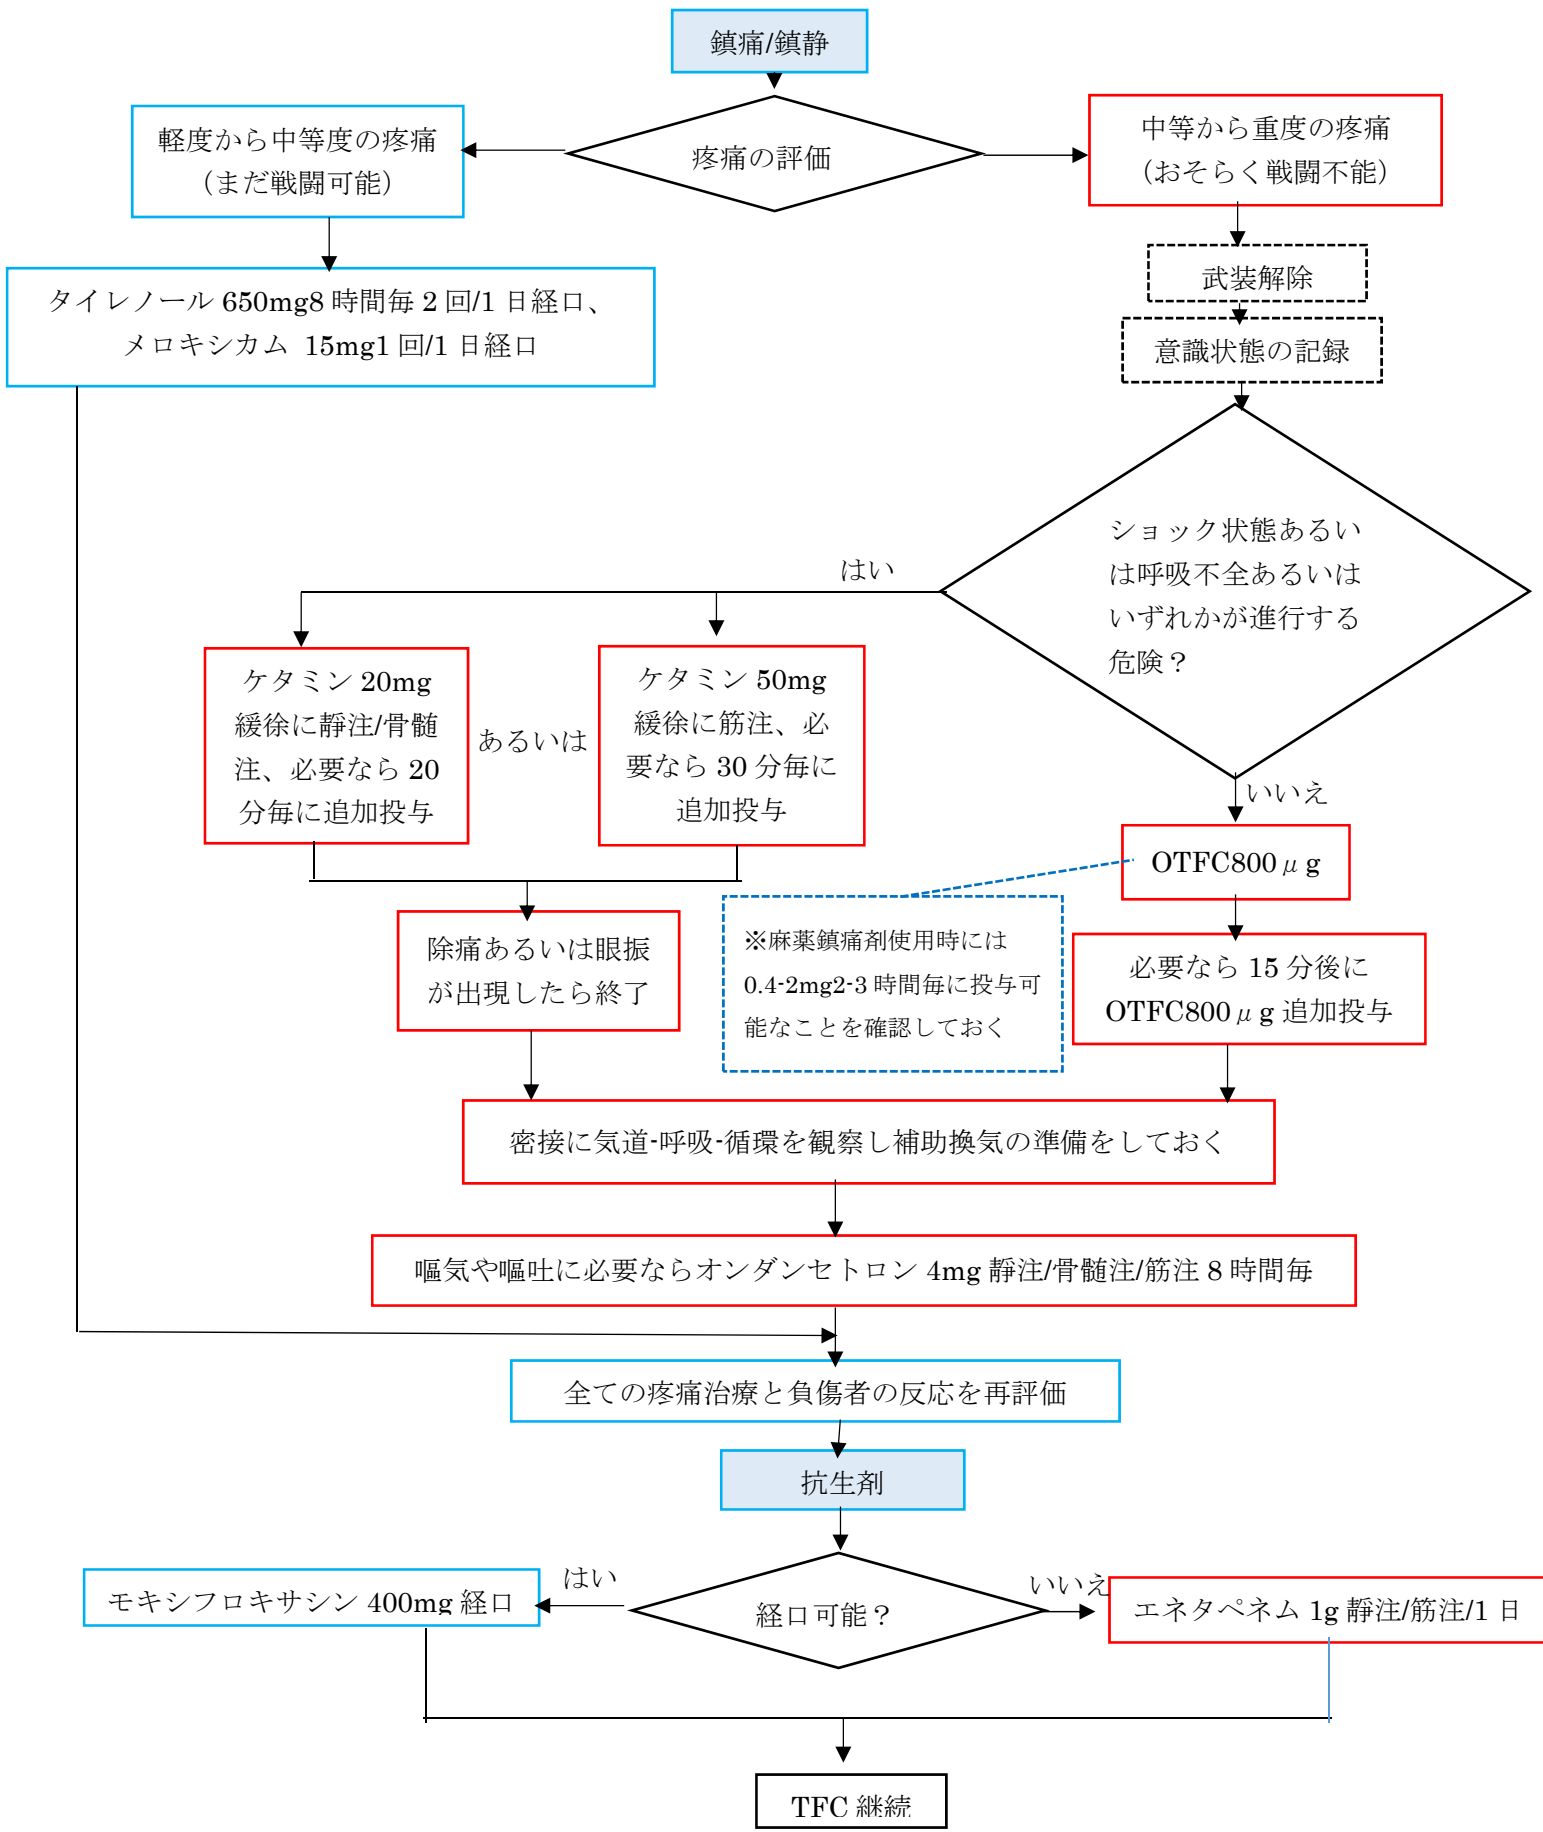 鎮痛/鎮静
疼痛の評価
軽度から中等度の疼痛
（まだ戦闘可能）
中等から重度の疼痛
（おそらく戦闘不能）
タイレノール 650mg8 時間毎 2 回/1 日経口、
メロキシカム 15mg1 回/1 日経口
武装解除
意識状態の記録
ショック状態あるい
は呼吸不全あるいは
いずれかが進行する
危険？
はい
ケタミン 20mg
緩徐に靜注/骨髄
注、必要なら 20
分毎に追加投与
あるいは
ケタミン 50mg
緩徐に筋注、必
要なら 30 分毎に
追加投与
いいえ
OTFC800μg
除痛あるいは眼振
が出現したら終了
※麻薬鎮痛剤使用時には
0.4-2mg2-3 時間毎に投与可
能なことを確認しておく
必要なら 15 分後に
OTFC800μg 追加投与
密接に気道-呼吸-循環を観察し補助換気の準備をしておく
嘔気や嘔吐に必要ならオンダンセトロン 4mg 靜注/骨髄注/筋注 8 時間毎
全ての疼痛治療と負傷者の反応を再評価
抗生剤
経口可能？
はい
モキシフロキサシン 400mg 経口
いいえ
エネタペネム 1g 靜注/筋注/1 日
TFC 継続